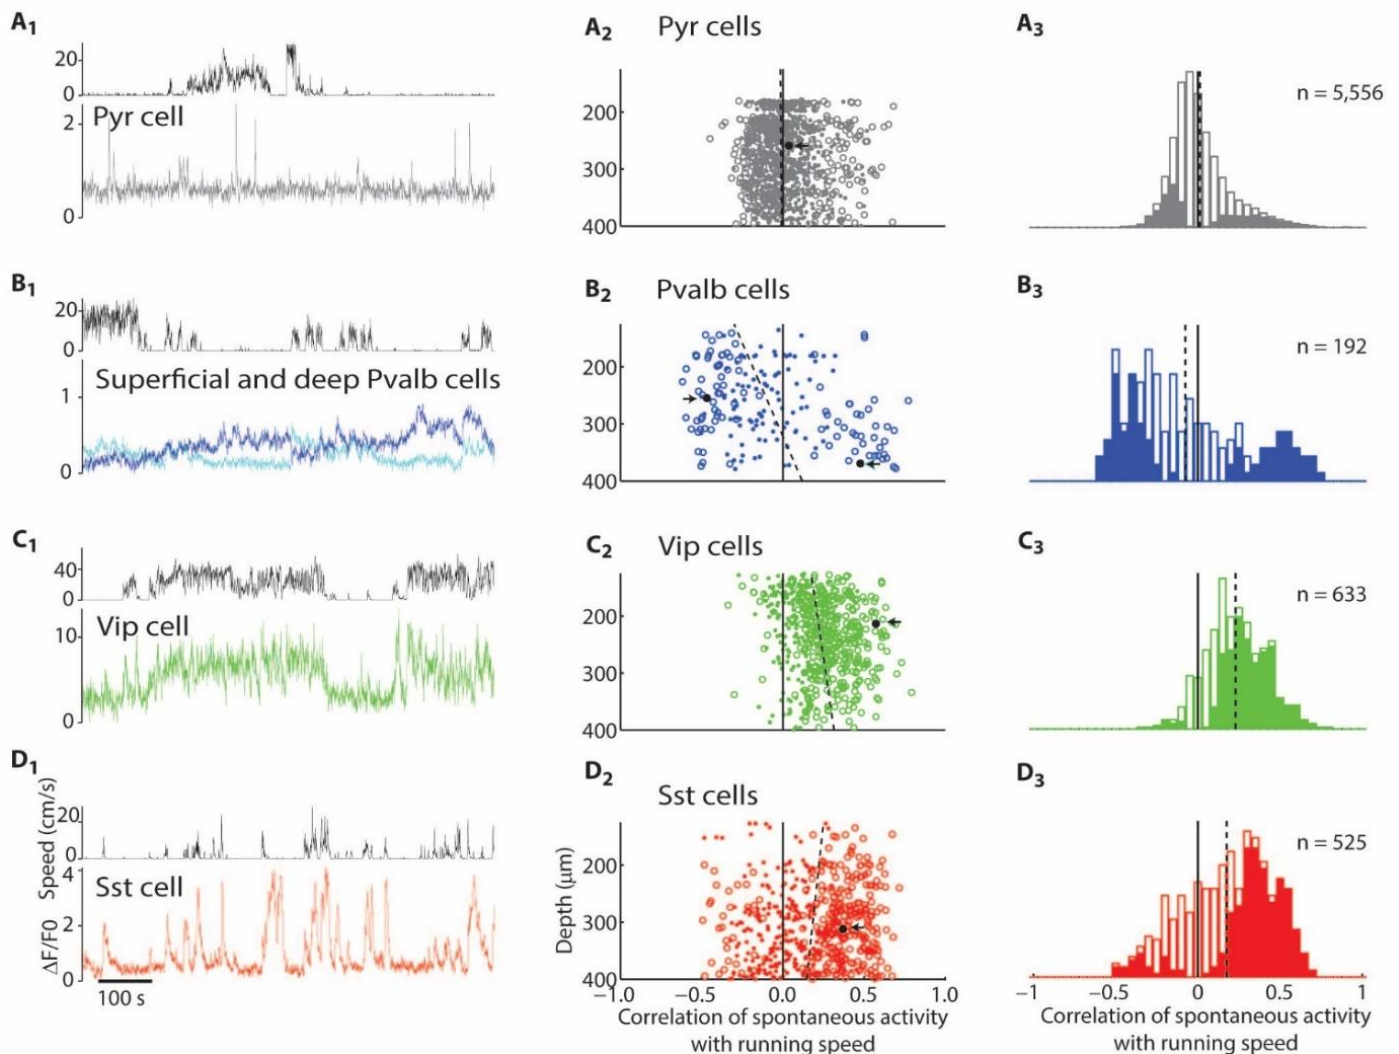 A1
20
0
2
Pyr cell
0
A2 Pyr cells
200
300
400
A3
n = 5,556
B1
20
0
Superficial and deep Pvalb cells
1
0
B2 Pvalb cells
200
300
400
B3
n = 192
C1
40
0
Vip cell
10
0
C2 Vip cells
200
300
400
C3
n = 633
D1
Speed (cm/s)
20
0
4
Sst cell
2
0
ΔF/F0
100 s
D2 Sst cells
Depth (μm)
200
300
400
−1.0 −0.5 0.0 0.5 1.0
Correlation of spontaneous activity
with running speed
D3
n = 525
−1 −0.5 0 0.5 1
Correlation of spontaneous activity
with running speed